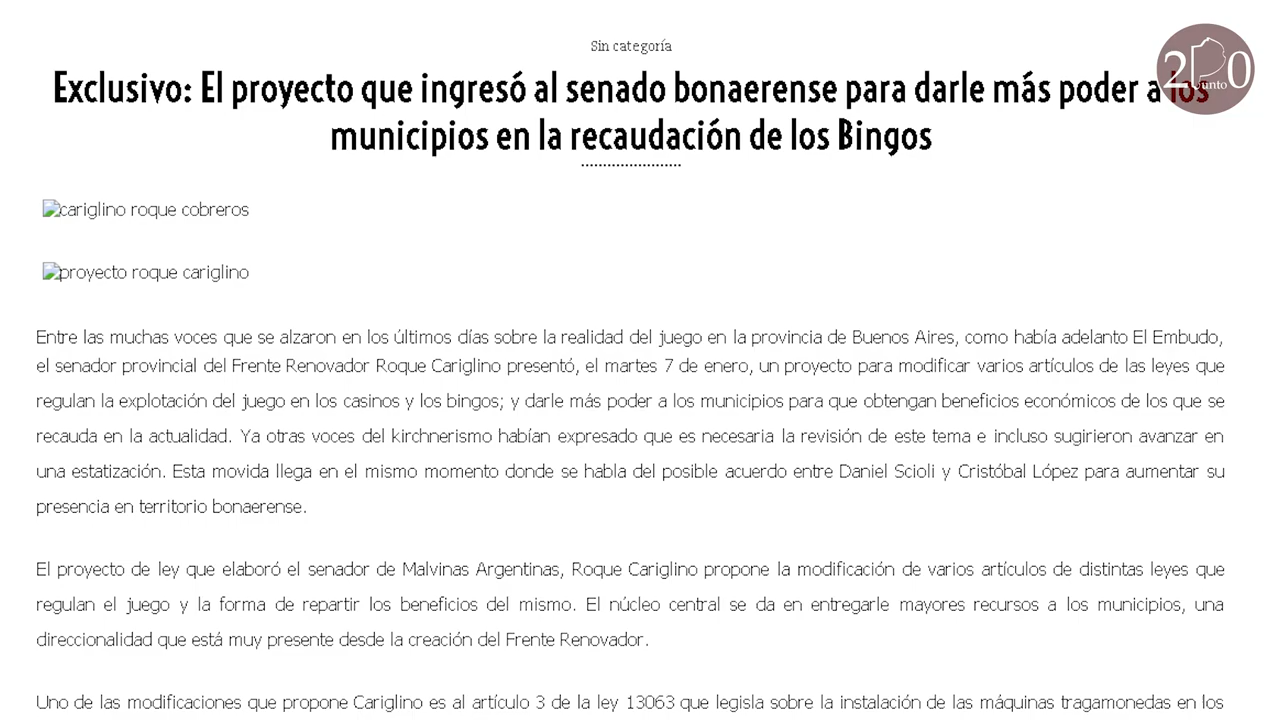 Sin categoría
Exclusivo: El proyecto que ingresó al senado bonaerense para darle más poder a los
municipios en la recaudación de los Bingos
2Punto0
cariglino roque cobreros
proyecto roque cariglino
Entre las muchas voces que se alzaron en los últimos días sobre la realidad del juego en la provincia de Buenos Aires, como había adelanto El Embudo,
el senador provincial del Frente Renovador Roque Cariglino presentó, el martes 7 de enero, un proyecto para modificar varios artículos de las leyes que
regulan la explotación del juego en los casinos y los bingos; y darle más poder a los municipios para que obtengan beneficios económicos de los que se
recauda en la actualidad. Ya otras voces del kirchnerismo habían expresado que es necesaria la revisión de este tema e incluso sugirieron avanzar en
una estatización. Esta movida llega en el mismo momento donde se habla del posible acuerdo entre Daniel Scioli y Cristóbal López para aumentar su
presencia en territorio bonaerense.
El proyecto de ley que elaboró el senador de Malvinas Argentinas, Roque Cariglino propone la modificación de varios artículos de distintas leyes que
regulan el juego y la forma de repartir los beneficios del mismo. El núcleo central se da en entregarle mayores recursos a los municipios, una
direccionalidad que está muy presente desde la creación del Frente Renovador.
Uno de las modificaciones que propone Cariglino es al artículo 3 de la ley 13063 que legisla sobre la instalación de las máquinas tragamonedas en los